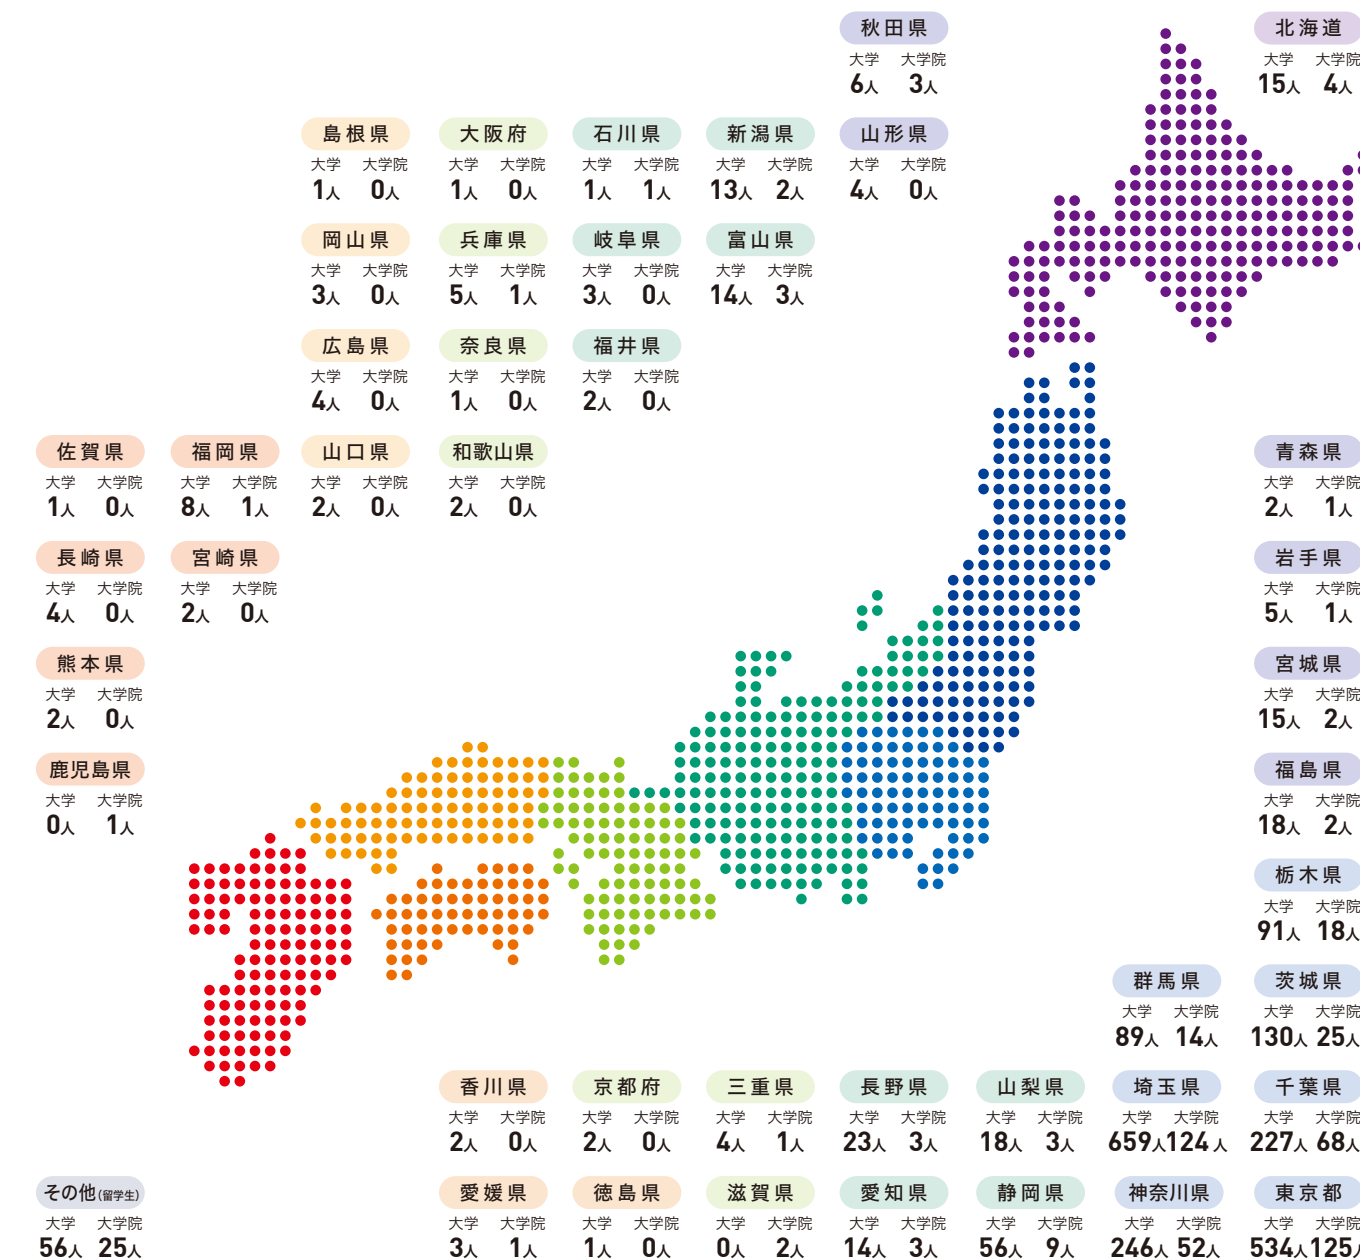 秋田県
大学 大学院
6人 3人
北海道
大学 大学院
15人 4人
島根県
大学 大学院
1人 0人
大阪府
大学 大学院
1人 0人
石川県
大学 大学院
1人 1人
新潟県
大学 大学院
13人 2人
山形県
大学 大学院
4人 0人
岡山県
大学 大学院
3人 0人
兵庫県
大学 大学院
5人 1人
岐阜県
大学 大学院
3人 0人
富山県
大学 大学院
14人 3人
広島県
大学 大学院
4人 0人
奈良県
大学 大学院
1人 0人
福井県
大学 大学院
2人 0人
佐賀県
大学 大学院
1人 0人
福岡県
大学 大学院
8人 1人
山口県
大学 大学院
2人 0人
和歌山県
大学 大学院
2人 0人
青森県
大学 大学院
2人 1人
長崎県
大学 大学院
4人 0人
宮崎県
大学 大学院
2人 0人
岩手県
大学 大学院
5人 1人
熊本県
大学 大学院
2人 0人
宮城県
大学 大学院
15人 2人
鹿児島県
大学 大学院
0人 1人
福島県
大学 大学院
18人 2人
栃木県
大学 大学院
91人 18人
群馬県
大学 大学院
89人 14人
茨城県
大学 大学院
130人 25人
香川県
大学 大学院
2人 0人
京都府
大学 大学院
2人 0人
三重県
大学 大学院
4人 1人
長野県
大学 大学院
23人 3人
山梨県
大学 大学院
18人 3人
埼玉県
大学 大学院
659人 124人
千葉県
大学 大学院
227人 68人
その他(留学生)
大学 大学院
56人 25人
愛媛県
大学 大学院
3人 1人
徳島県
大学 大学院
1人 0人
滋賀県
大学 大学院
0人 2人
愛知県
大学 大学院
14人 3人
静岡県
大学 大学院
56人 9人
神奈川県
大学 大学院
246人 52人
東京都
大学 大学院
534人 125人